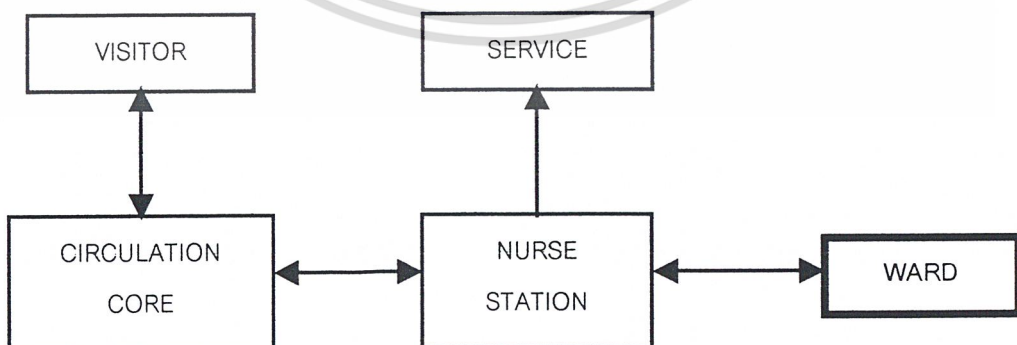 VISITOR
SERVICE
CIRCULATION
CORE
NURSE
STATION
WARD